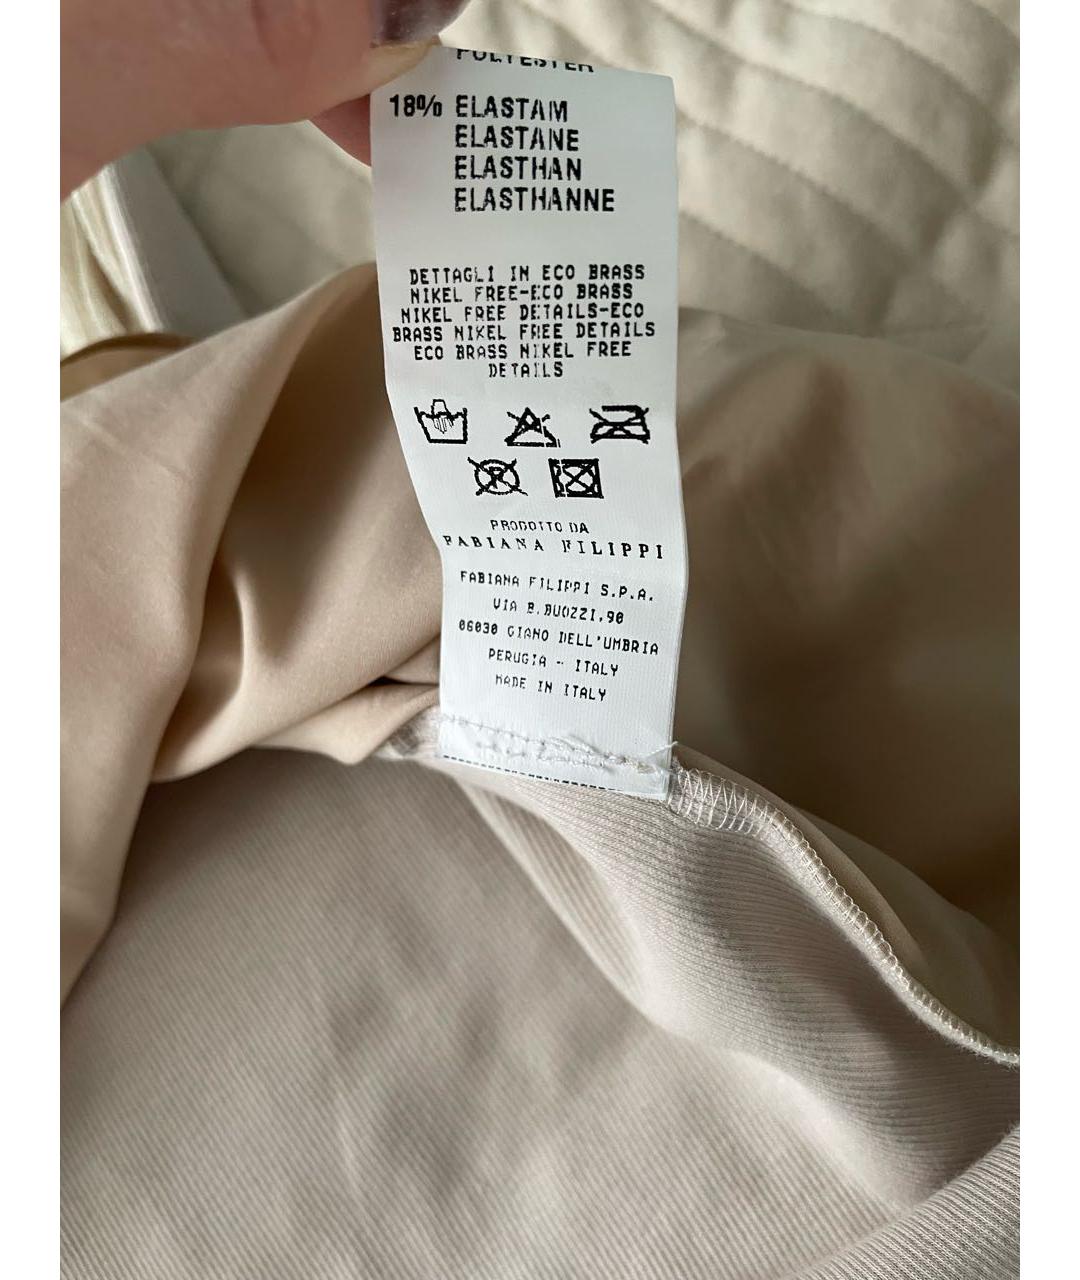 POLYESTER
18% ELASTAM
ELASTANE
ELASTHAN
ELASTHANNE
DETTAGLI IN ECO BRASS
NIKEL FREE-ECO BRASS
NIKEL FREE DETAILS-ECO
BRASS NIKEL FREE DETAILS
ECO BRASS NIKEL FREE
DETAILS
PRODOTTO DA
FABIANA FILIPPI
FABIANA FILIPPI S.P.A.
VIA B.BUOZZI,90
06030 GIANO DELL'UMBRIA
PERUGIA - ITALY
MADE IN ITALY